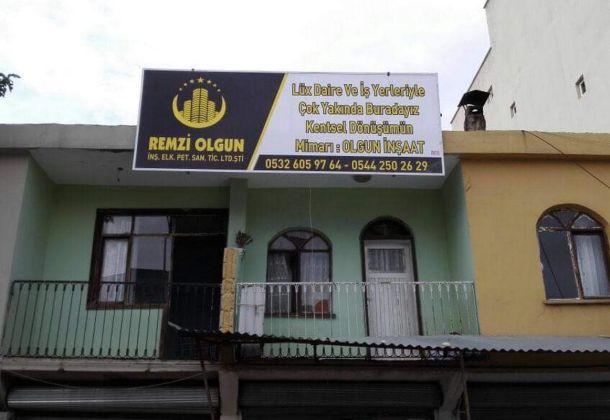 REMZİ OLGUN
İNŞ. ELK. PET. SAN. TİC. LTD.ŞTİ
Lüx Daire Ve İş Yerleriyle
Çok Yakında Buradayız
Kentsel Dönüşümün
Mimarı : OLGUN İNŞAAT
0532 605 97 64 - 0544 250 26 29